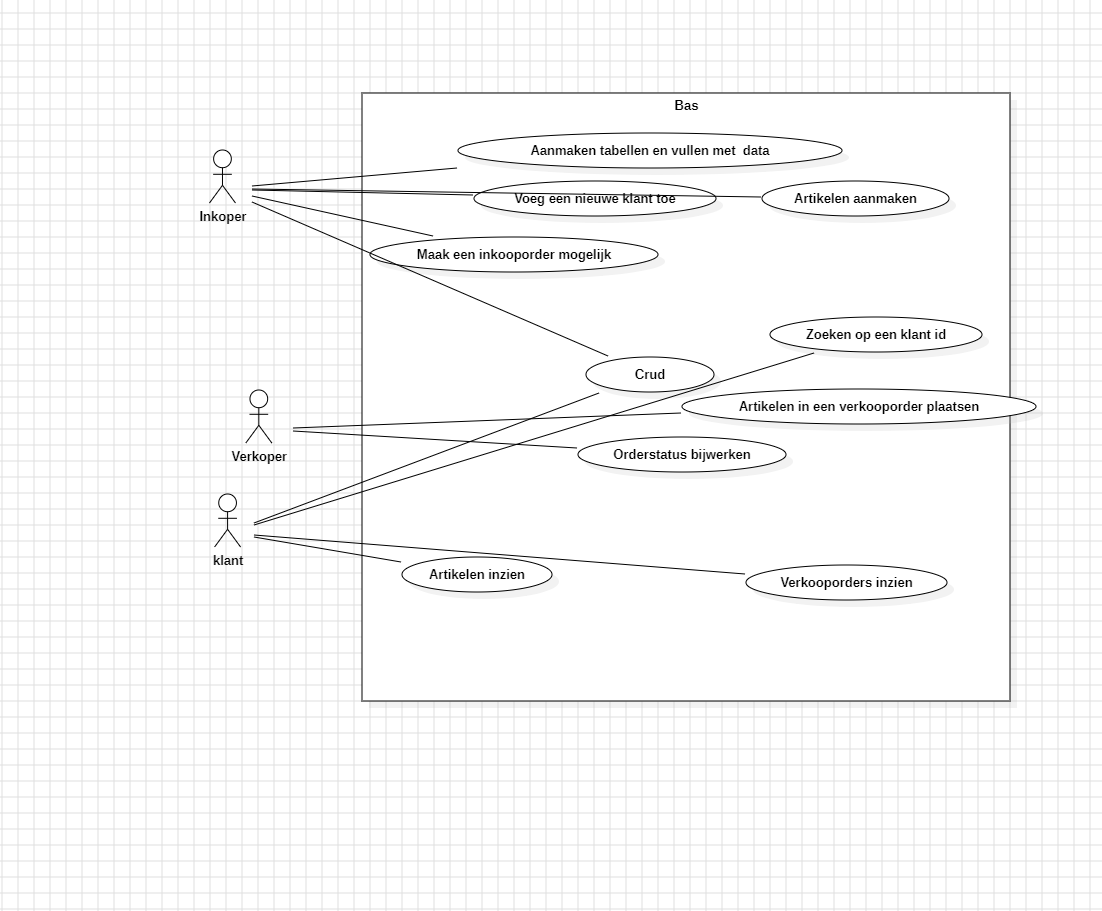 Bas
Aanmaken tabellen en vullen met  data
Inkoper
Voeg een nieuwe klant toe
Artikelen aanmaken
Maak een inkooporder mogelijk
Zoeken op een klant id
Crud
Artikelen in een verkooporder plaatsen
Verkoper
Orderstatus bijwerken
klant
Artikelen inzien
Verkooporders inzien